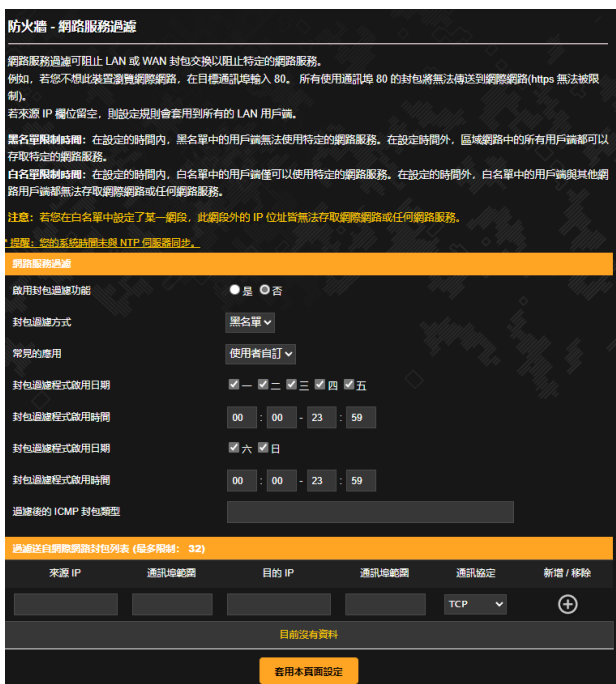 防火牆 - 網路服務過濾
網路服務過濾可阻止 LAN 或 WAN 封包交換以阻止特定的網路服務。
例如，若您不想此裝置瀏覽網際網路，在目標通訊埠輸入 80。 所有使用通訊埠 80 的封包將無法傳送到網際網路(https 無法被限
制)。
若來源 IP 欄位留空，則設定規則會套用到所有的 LAN 用戶端。
黑名單限制時間：在設定的時間內，黑名單中的用戶端無法使用特定的網路服務。在設定時間外，區域網路中的所有用戶端都可以
存取特定的網路服務。
白名單限制時間：在設定的時間內，白名單中的用戶端僅可以使用特定的網路服務。在設定的時間外，白名單中的用戶端與其他網
路用戶端都無法存取網際網路或任何網路服務。
注意：若您在白名單中設定了某一網段，此網段外的 IP 位址皆無法存取網際網路或任何網路服務。
* 提醒：您的系統時間未與 NTP 伺服器同步。
網路服務過濾
啟用封包過濾功能 是 否
封包過濾方式 黑名單
常見的應用 使用者自訂
封包過濾程式啟用日期 一 二 三 四 五
封包過濾程式啟用時間 00 : 00 - 23 : 59
封包過濾程式啟用日期 六 日
封包過濾程式啟用時間 00 : 00 - 23 : 59
過濾後的 ICMP 封包類型
過濾送自網際網路封包列表 (最多限制： 32)
來源 IP 通訊埠範圍 目的 IP 通訊埠範圍 通訊協定 新增 / 移除
TCP
目前沒有資料
套用本頁面設定